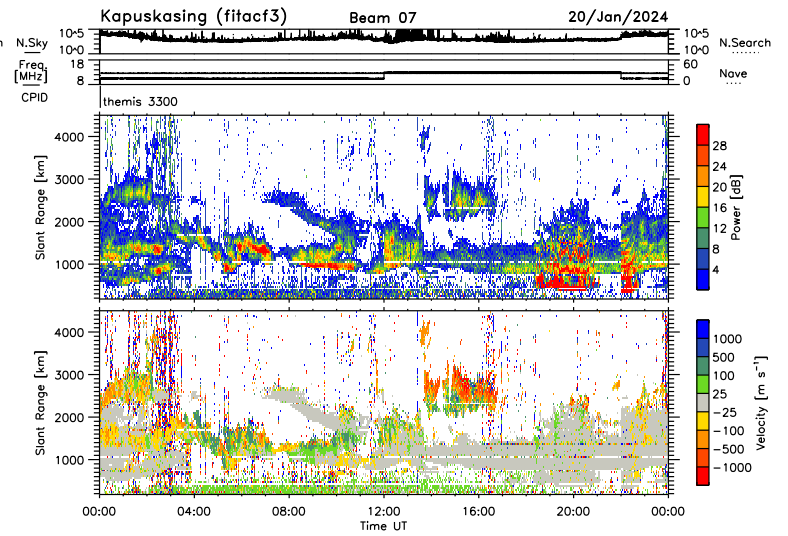 Kapuskasing (fitacf3) Beam 07 20/Jan/2024
N.Sky 10^5 10^5 N.Search
10^0 10^0
Freq. 18 60 Nave
[MHz] 8 0
CPID themis 3300
4000
3000
2000
1000
Slant Range [km]
28
24
20
16
12
8
4
Power [dB]
4000
3000
2000
1000
Slant Range [km]
1000
500
100
25
-25
-100
-500
-1000
Velocity [m s⁻¹]
00:00 04:00 08:00 12:00 16:00 20:00 00:00
Time UT